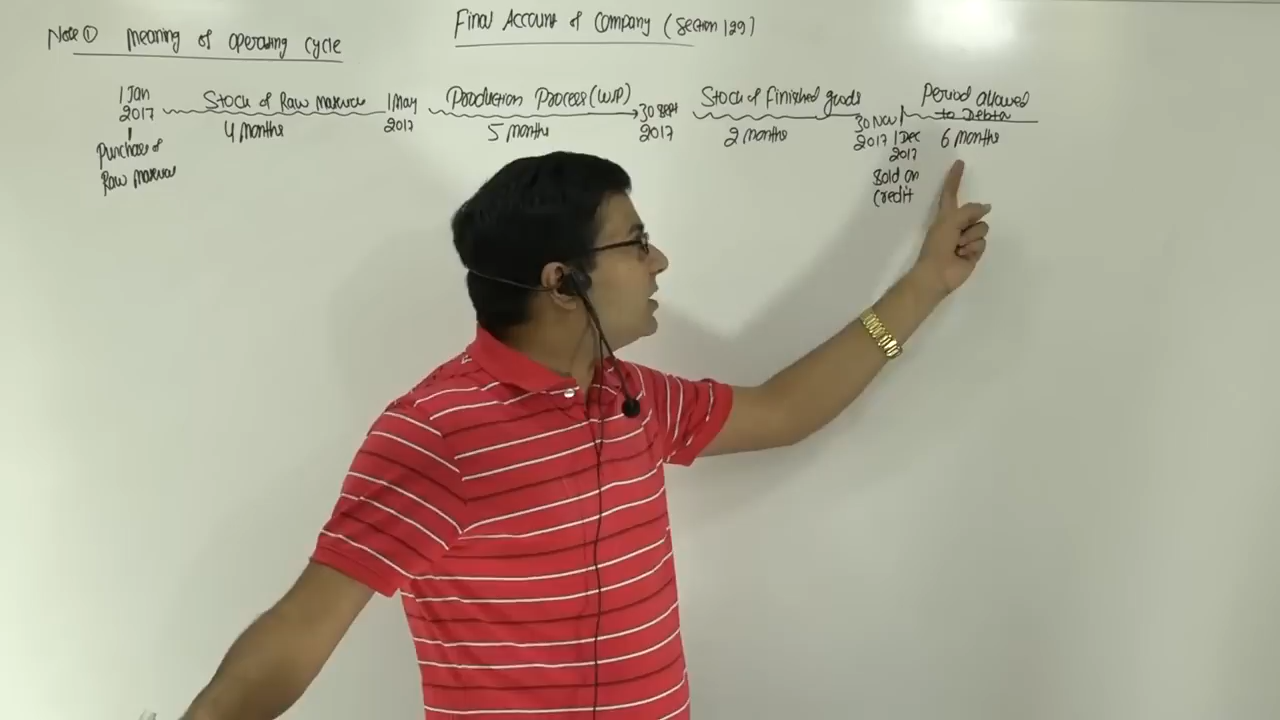 Final Account of Company (Section 129)
Note ① Meaning of Operating Cycle
1 Jan
2017
Stock of Raw Material
4 months
1 May
2017
Production Process (WIP)
5 months
30 Sept
2017
Stock of Finished goods
2 months
30 Nov
2017
1 Dec
2017
Sold on
Credit
Period allowed
to Debtor
6 months
Purchase of
Raw Material